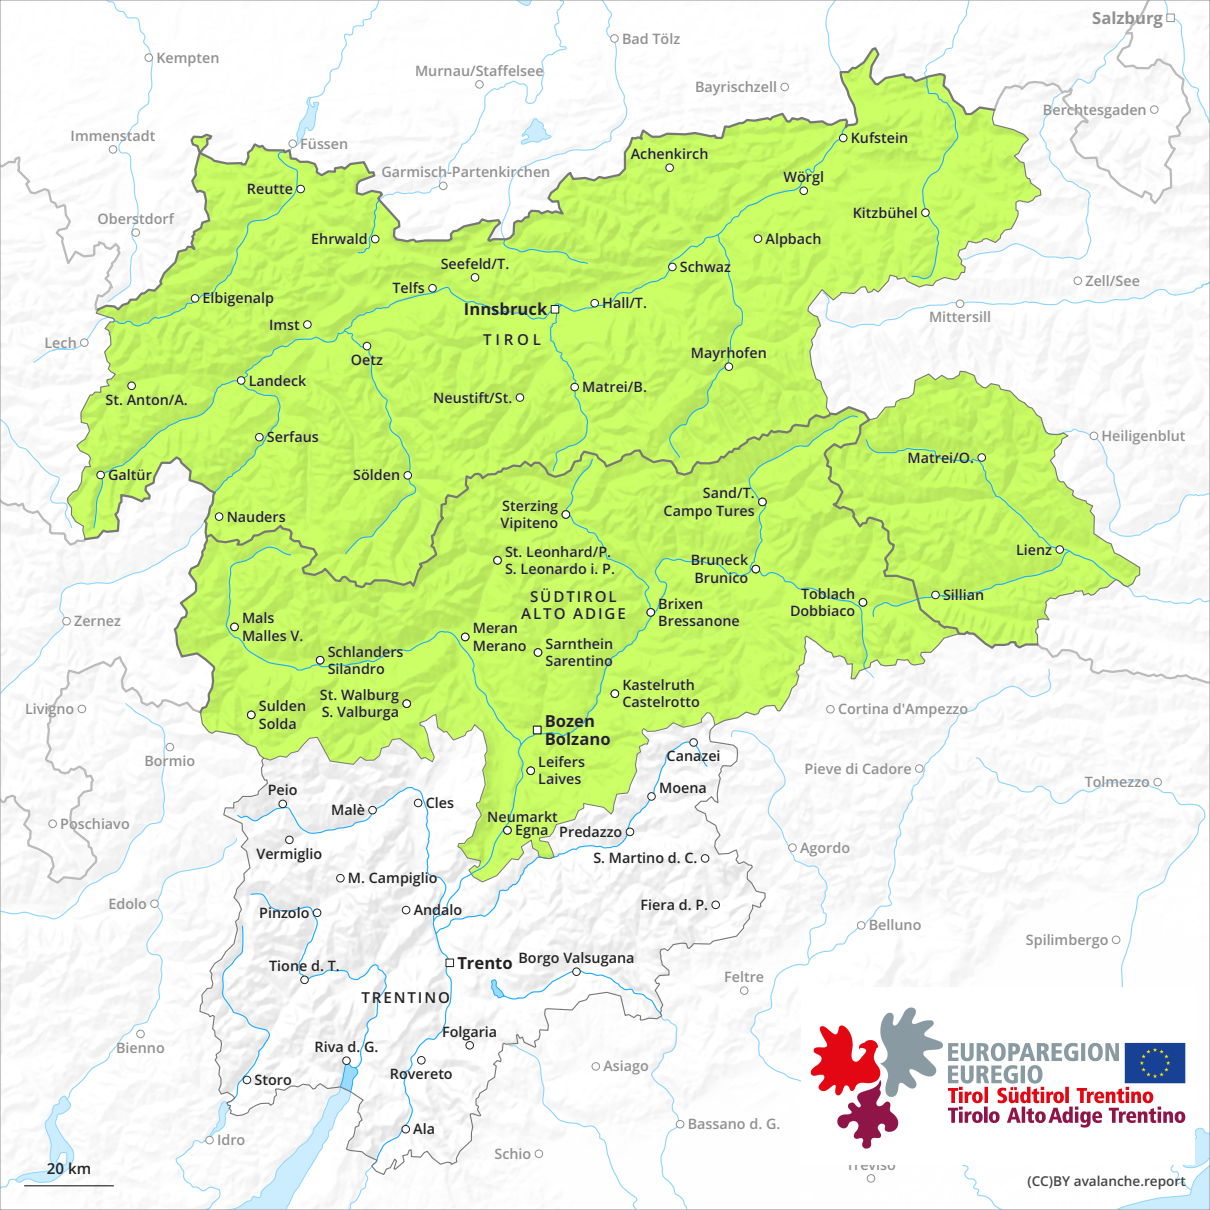 Salzburg
Bad Tölz
Kempten
Murnau/Staffelsee
Bayrischzell
Berchtesgaden
Immenstadt
Füssen
Kufstein
Achenkirch
Garmisch-Partenkirchen
Wörgl
Reutte
Oberstdorf
Kitzbühel
Ehrwald
Alpbach
Seefeld/T.
Schwaz
Zell/See
Telfs
Elbigenalp
Hall/T.
Innsbruck
Mittersill
Imst
TIROL
Lech
Oetz
Mayrhofen
Landeck
St. Anton/A.
Matrei/B.
Neustift/St.
Serfaus
Heiligenblut
Matrei/O.
Galtür
Sölden
Sand/T.
Campo Tures
Sterzing
Vipiteno
Nauders
St. Leonhard/P.
S. Leonardo i. P.
Lienz
Bruneck
Brunico
SÜDTIROL
ALTO ADIGE
Toblach
Dobbiaco
Sillian
Brixen
Bressanone
Zernez
Mals
Malles V.
Meran
Merano
Sarnthein
Sarentino
Schlanders
Silandro
Kastelruth
Castelrotto
St. Walburg
S. Valburga
Sulden
Solda
Livigno
Cortina d'Ampezzo
Bozen
Bolzano
Bormio
Canazei
Leifers
Laives
Pieve di Cadore
Tolmezzo
Peio
Moena
Malè
Cles
Neumarkt
Egna
Poschiavo
Predazzo
Vermiglio
Agordo
S. Martino d. C.
M. Campiglio
Edolo
Pinzolo
Andalo
Fiera d. P.
Belluno
Spilimbergo
Trento
Borgo Valsugana
Tione d. T.
Feltre
TRENTINO
Folgaria
Bienno
Riva d. G.
EUROPAREGION
EUREGIO
Asiago
Rovereto
Storo
Tirol Südtirol Trentino
Tirolo Alto Adige Trentino
Ala
Bassano d. G.
Idro
Schio
Treviso
20 km
(CC)BY avalanche.report